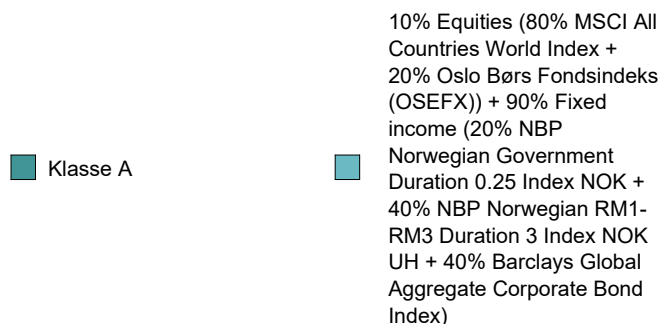 Klasse A
10% Equities (80% MSCI All
Countries World Index +
20% Oslo Børs Fondsindeks
(OSEFX)) + 90% Fixed
income (20% NBP
Norwegian Government
Duration 0.25 Index NOK +
40% NBP Norwegian RM1-
RM3 Duration 3 Index NOK
UH + 40% Barclays Global
Aggregate Corporate Bond
Index)